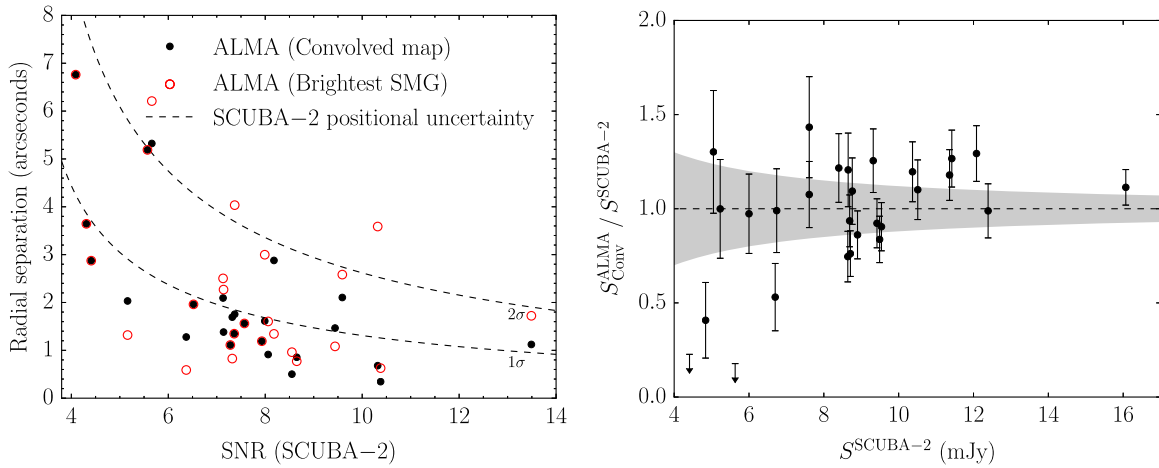 8
7
6
5
4
3
2
1
0
Radial separation (arcseconds)
ALMA (Convolved map)
ALMA (Brightest SMG)
SCUBA−2 positional uncertainty
2σ
1σ
4 6 8 10 12 14
SNR (SCUBA−2)
2.0
1.5
1.0
0.5
0.0
S^ALMA_Conv / S^SCUBA−2
4 6 8 10 12 14 16
S^SCUBA−2 (mJy)